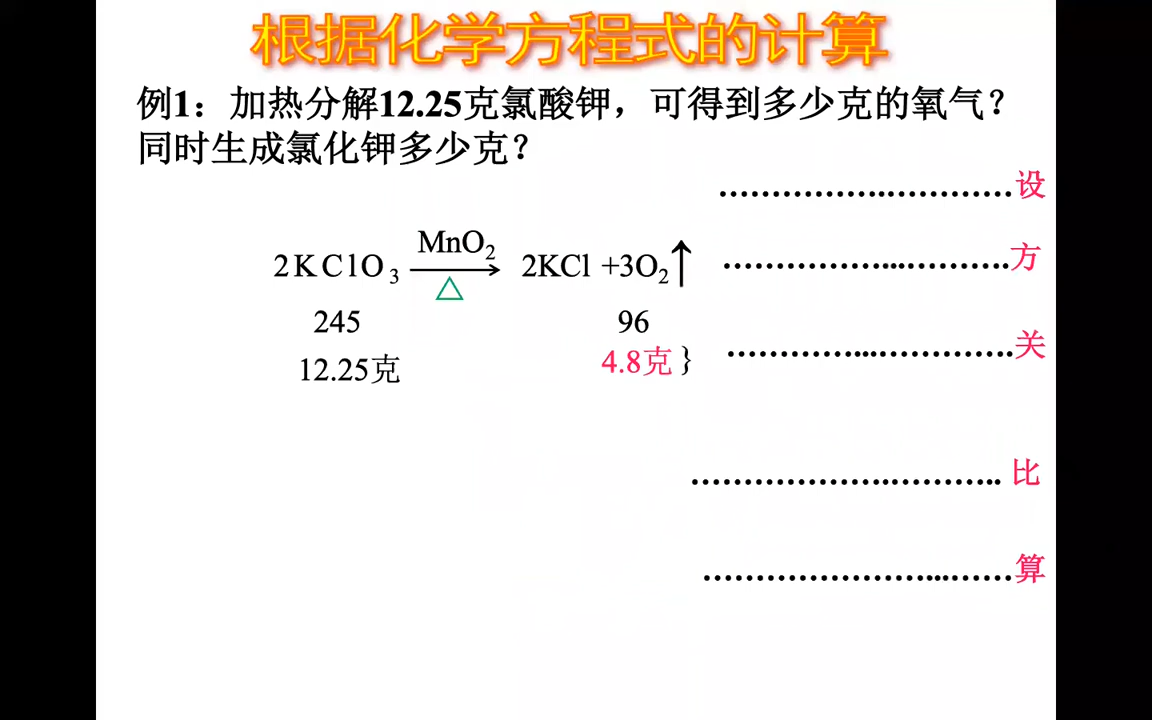 根据化学方程式的计算
例1：加热分解12.25克氯酸钾，可得到多少克的氧气？
同时生成氯化钾多少克？
…………….…………设
2KClO₃ —MnO₂/△→ 2KCl +3O₂↑ ……………...……….方
245 96
12.25克 4.8克} …………...………….关
……………….……….. 比
…………………...……算